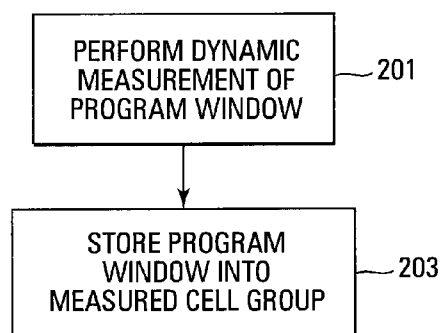 PERFORM DYNAMIC
MEASUREMENT OF
PROGRAM WINDOW
201
STORE PROGRAM
WINDOW INTO
MEASURED CELL GROUP
203